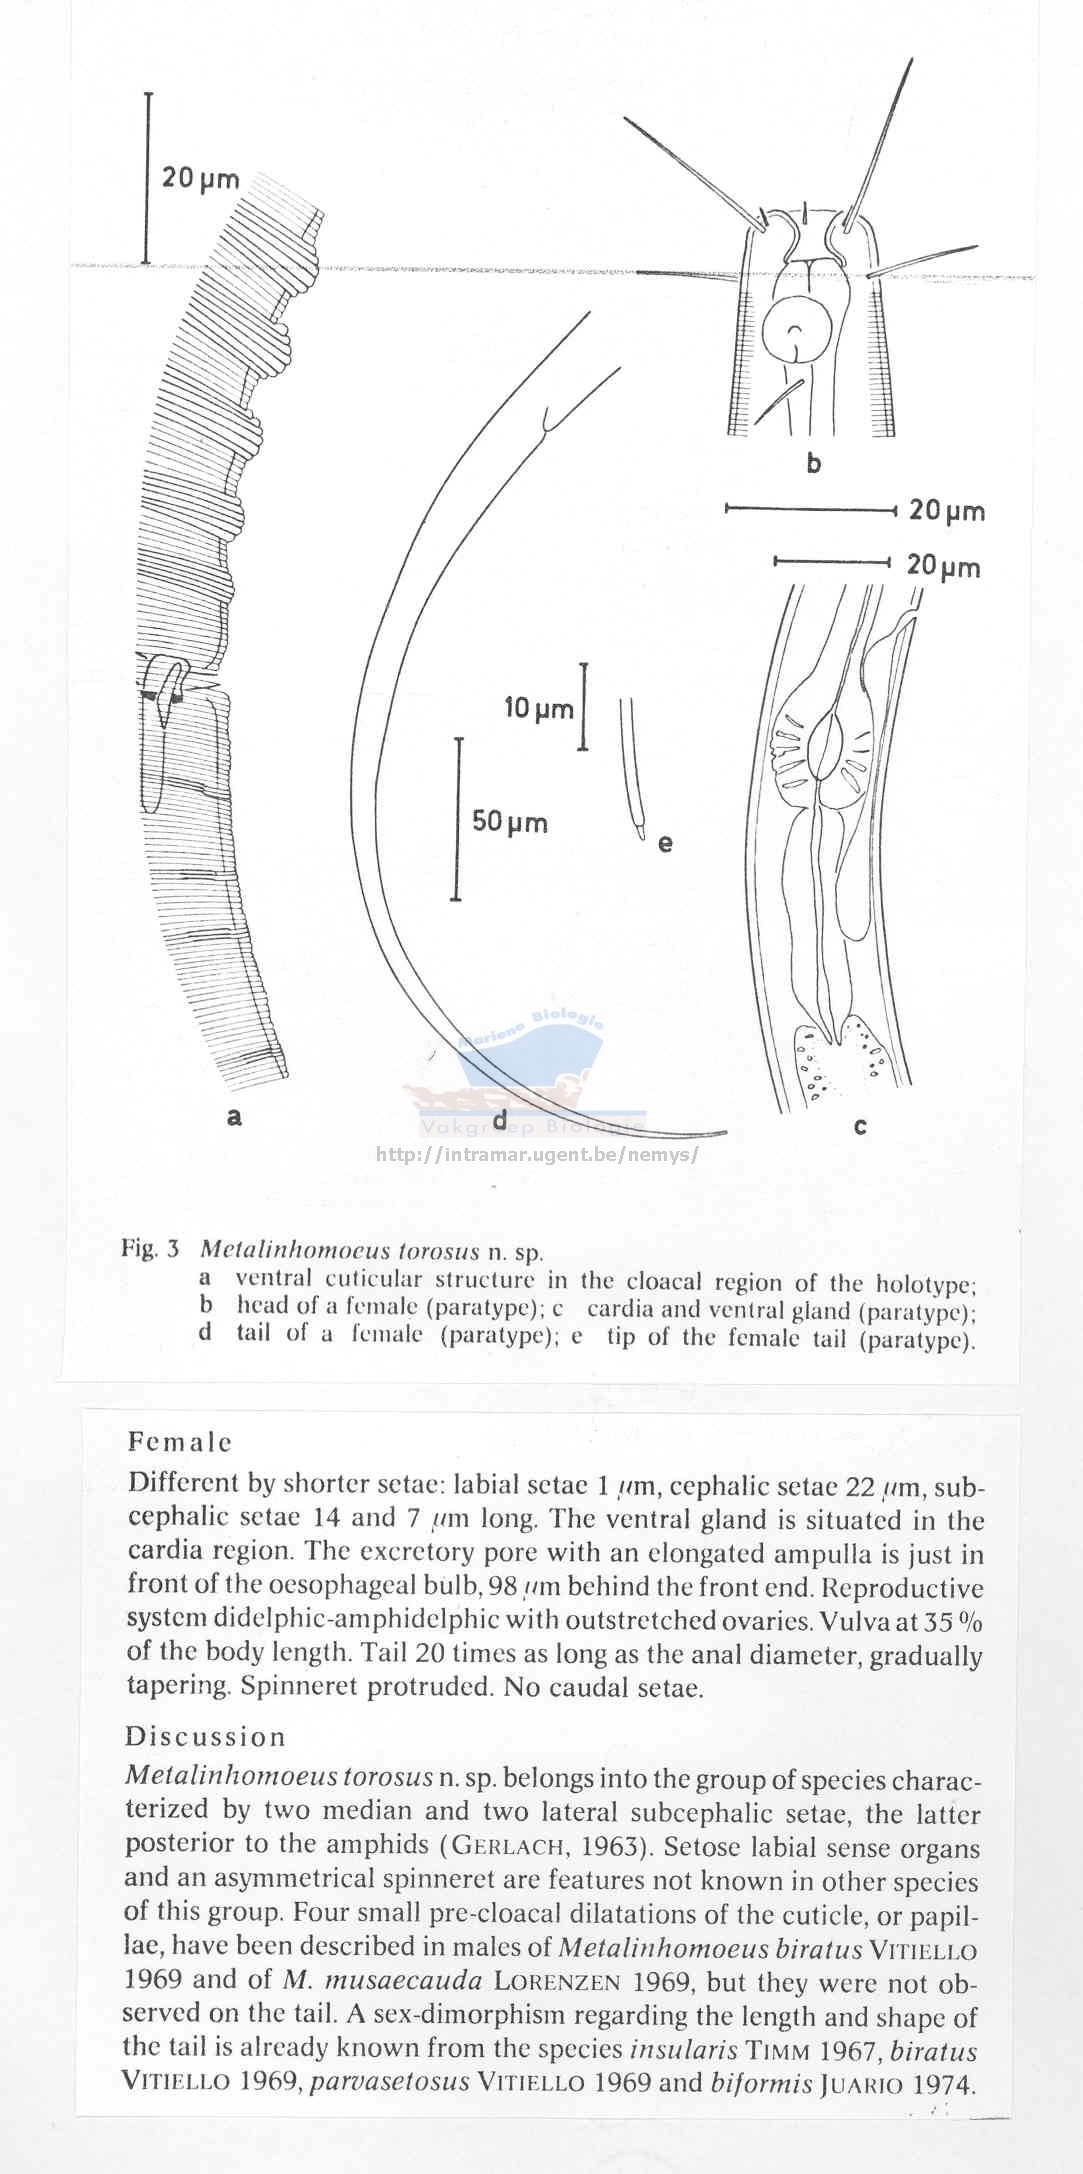 20 µm
b
20 µm
20 µm
10 µm
50 µm
e
Mariene Biologie
a
d
c
Vakgroep Biologie
http://intramar.ugent.be/nemys/
Fig. 3 Metalinhomoeus torosus n. sp.
a ventral cuticular structure in the cloacal region of the holotype;
b head of a female (paratype); c cardia and ventral gland (paratype);
d tail of a female (paratype); e tip of the female tail (paratype).
Female
Different by shorter setae: labial setae 1 µm, cephalic setae 22 µm, sub-
cephalic setae 14 and 7 µm long. The ventral gland is situated in the
cardia region. The excretory pore with an elongated ampulla is just in
front of the oesophageal bulb, 98 µm behind the front end. Reproductive
system didelphic-amphidelphic with outstretched ovaries. Vulva at 35 %
of the body length. Tail 20 times as long as the anal diameter, gradually
tapering. Spinneret protruded. No caudal setae.
Discussion
Metalinhomoeus torosus n. sp. belongs into the group of species charac-
terized by two median and two lateral subcephalic setae, the latter
posterior to the amphids (GERLACH, 1963). Setose labial sense organs
and an asymmetrical spinneret are features not known in other species
of this group. Four small pre-cloacal dilatations of the cuticle, or papil-
lae, have been described in males of Metalinhomoeus biratus VITIELLO
1969 and of M. musaecauda LORENZEN 1969, but they were not ob-
served on the tail. A sex-dimorphism regarding the length and shape of
the tail is already known from the species insularis TIMM 1967, biratus
VITIELLO 1969, parvasetosus VITIELLO 1969 and biformis JUARIO 1974.